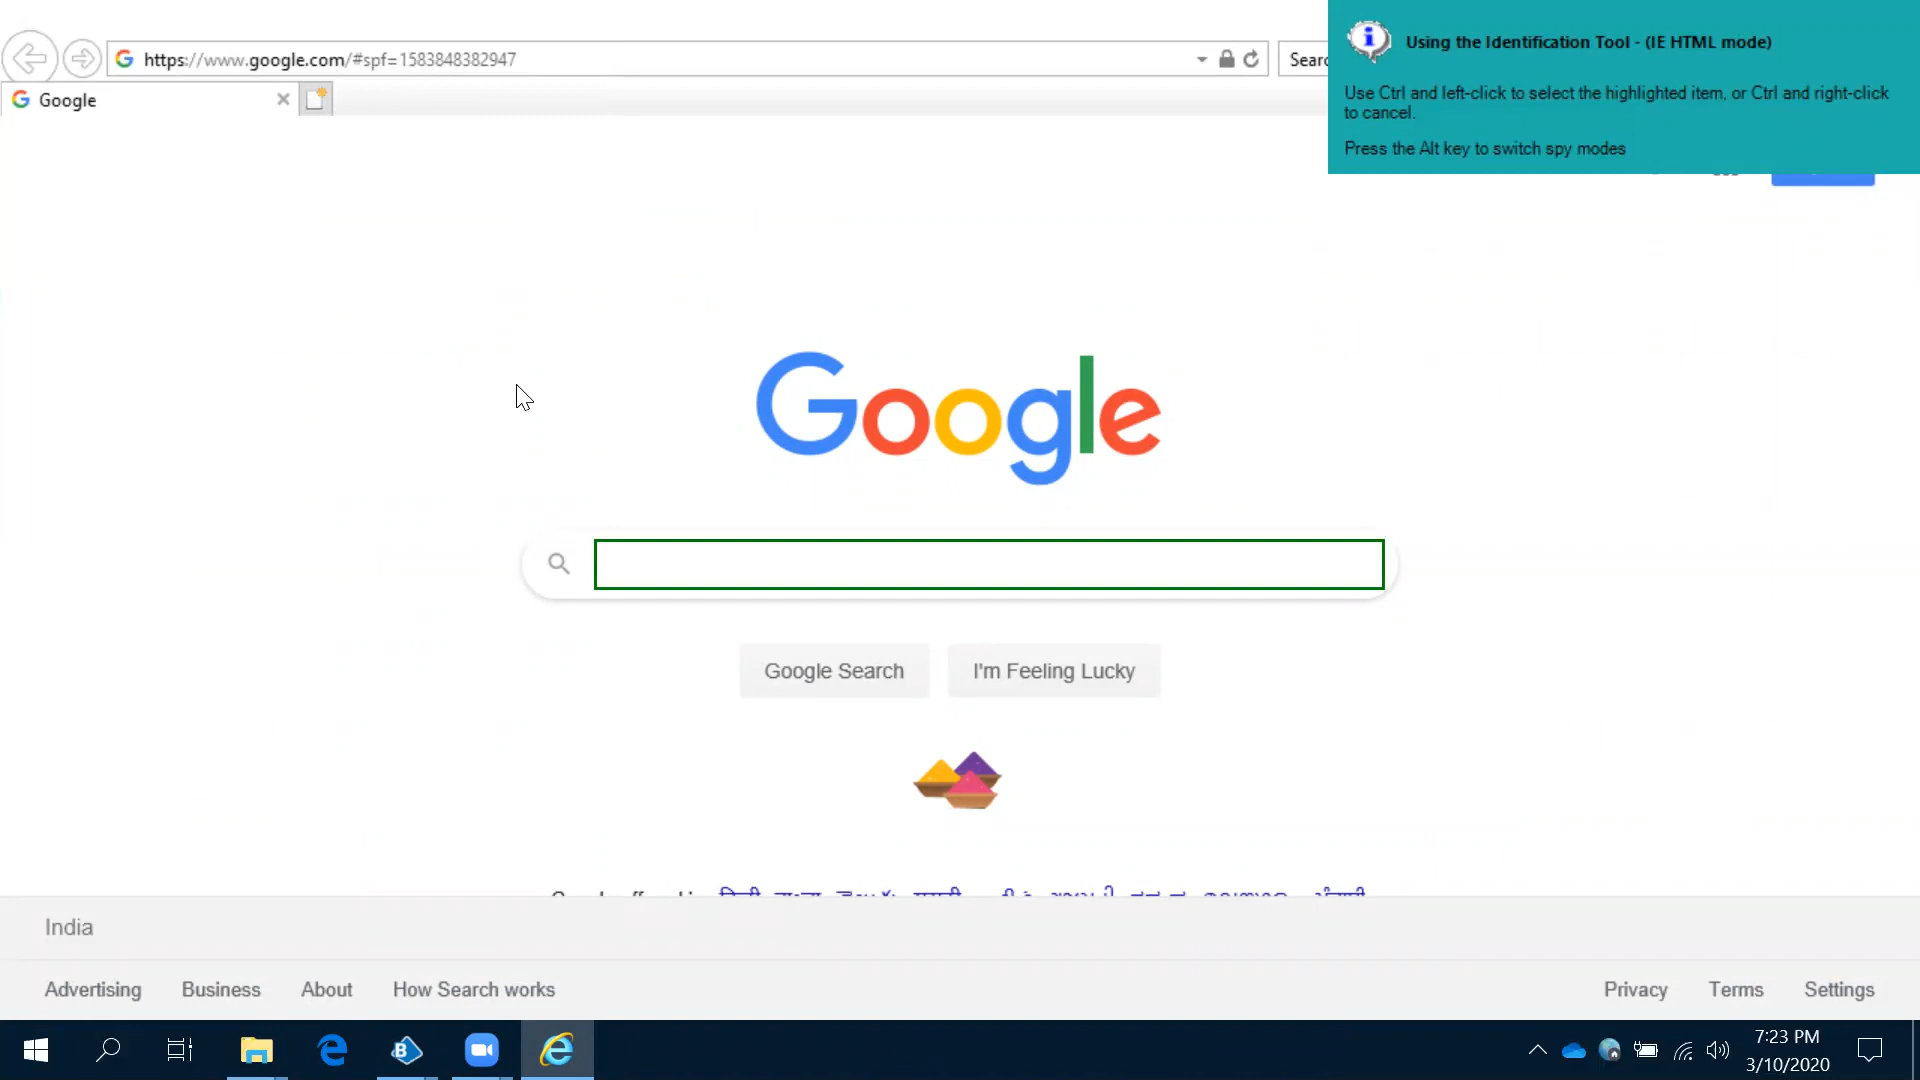 https://www.google.com/#spf=1583848382947
Sear
Google
Using the Identification Tool - (IE HTML mode)
Use Ctrl and left-click to select the highlighted item, or Ctrl and right-click
to cancel.
Press the Alt key to switch spy modes
Google
Google Search
I'm Feeling Lucky
India
Advertising
Business
About
How Search works
Privacy
Terms
Settings
7:23 PM
3/10/2020